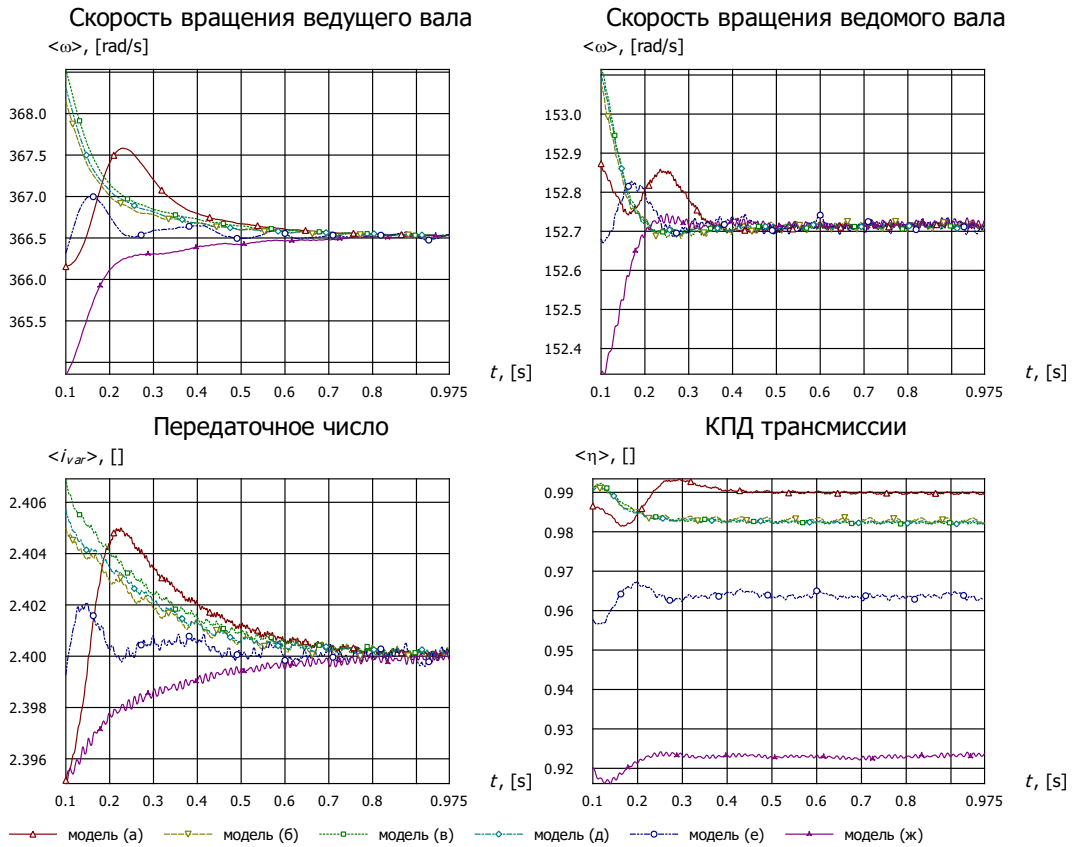 Скорость вращения ведущего вала
<ω>, [rad/s]
368.0
367.5
367.0
366.5
366.0
365.5
0.1 0.2 0.3 0.4 0.5 0.6 0.7 0.8 0.975
t, [s]
Скорость вращения ведомого вала
<ω>, [rad/s]
153.0
152.9
152.8
152.7
152.6
152.5
152.4
0.1 0.2 0.3 0.4 0.5 0.6 0.7 0.8 0.975
t, [s]
Передаточное число
<i_var>, []
2.406
2.404
2.402
2.400
2.398
2.396
0.1 0.2 0.3 0.4 0.5 0.6 0.7 0.8 0.975
t, [s]
КПД трансмиссии
<η>, []
0.99
0.98
0.97
0.96
0.95
0.94
0.93
0.92
0.1 0.2 0.3 0.4 0.5 0.6 0.7 0.8 0.975
t, [s]
модель (а) модель (б) модель (в) модель (д) модель (е) модель (ж)